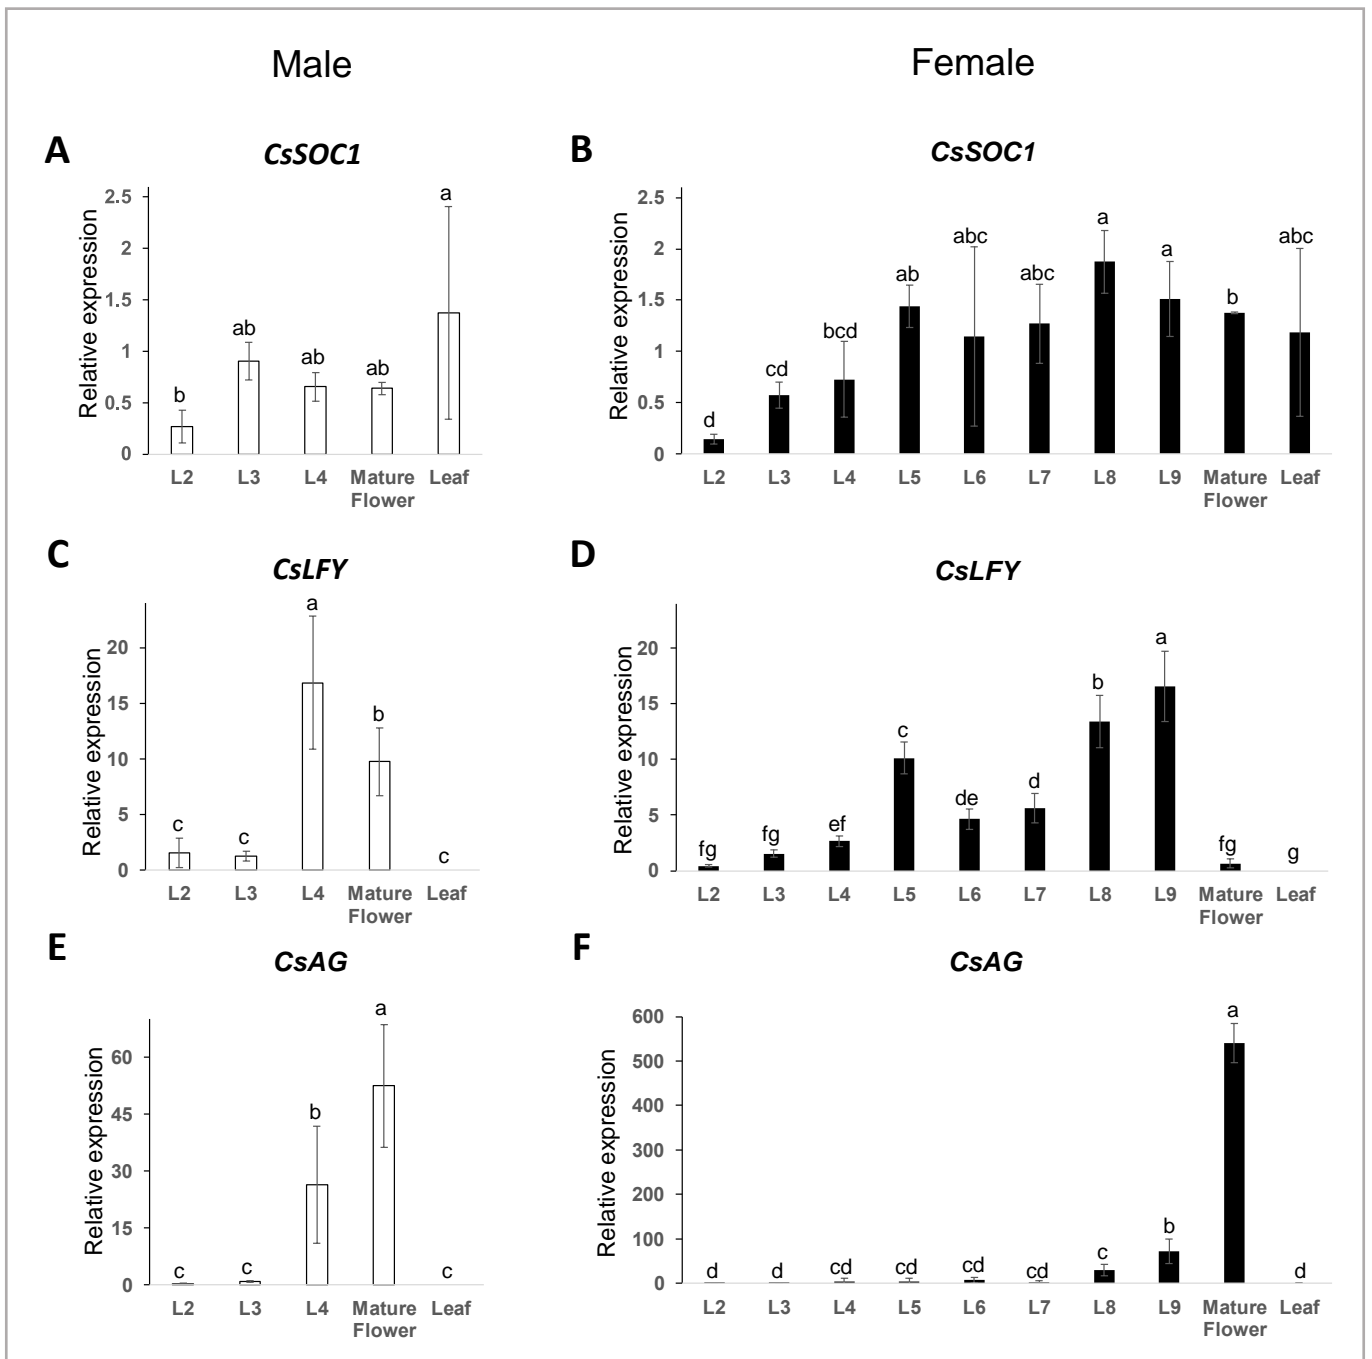 Male
Female
A
CsSOC1
Relative expression
2.5
2
1.5
1
0.5
0
b
ab
ab
ab
a
L2 L3 L4 Mature Flower Leaf
B
CsSOC1
Relative expression
2.5
2
1.5
1
0.5
0
d
cd
bcd
ab
abc
abc
a
a
b
abc
L2 L3 L4 L5 L6 L7 L8 L9 Mature Flower Leaf
C
CsLFY
Relative expression
20
15
10
5
0
c
c
a
b
c
L2 L3 L4 Mature Flower Leaf
D
CsLFY
Relative expression
20
15
10
5
0
fg
fg
ef
c
de
d
b
a
fg
g
L2 L3 L4 L5 L6 L7 L8 L9 Mature Flower Leaf
E
CsAG
Relative expression
60
45
30
15
0
c
c
b
a
c
L2 L3 L4 Mature Flower Leaf
F
CsAG
Relative expression
600
500
400
300
200
100
0
d
d
cd
cd
cd
cd
c
b
a
d
L2 L3 L4 L5 L6 L7 L8 L9 Mature Flower Leaf